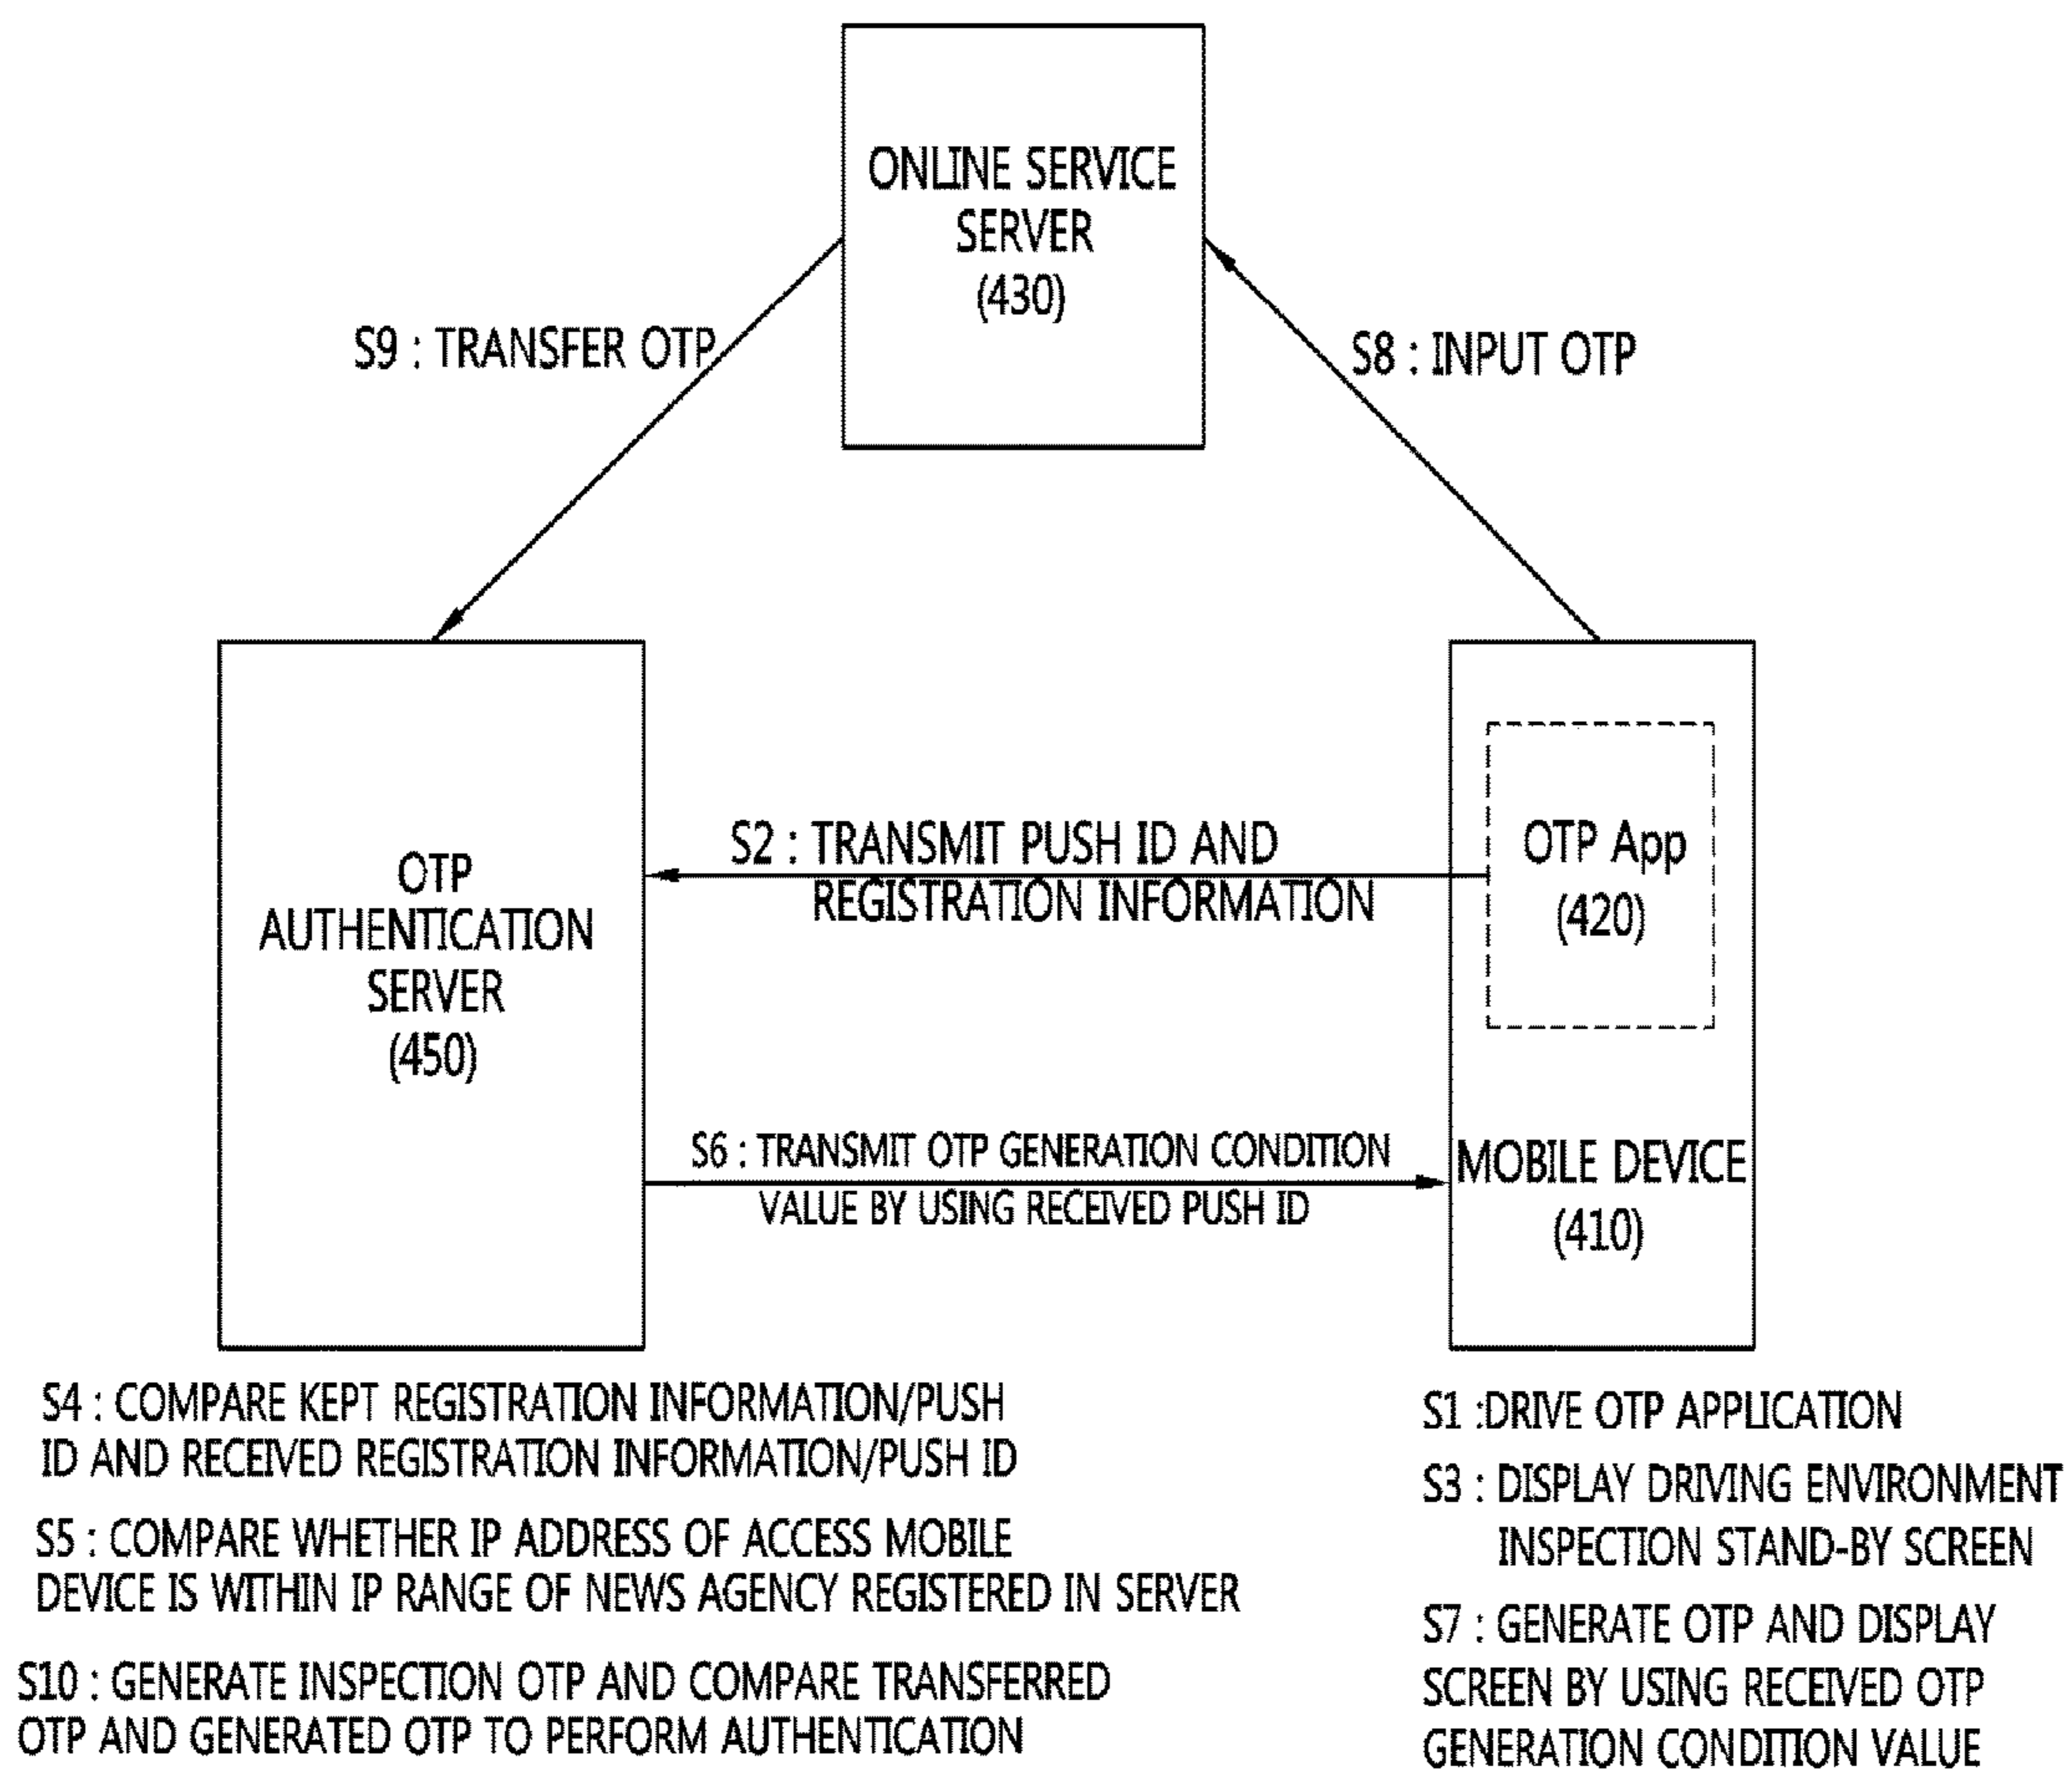 ONLINE SERVICE
SERVER
(430)
S9 : TRANSFER OTP
S8 : INPUT OTP
OTP
AUTHENTICATION
SERVER
(450)
S2 : TRANSMIT PUSH ID AND
REGISTRATION INFORMATION
OTP App
(420)
S6 : TRANSMIT OTP GENERATION CONDITION
VALUE BY USING RECEIVED PUSH ID
MOBILE DEVICE
(410)
S4 : COMPARE KEPT REGISTRATION INFORMATION/PUSH
ID AND RECEIVED REGISTRATION INFORMATION/PUSH ID
S5 : COMPARE WHETHER IP ADDRESS OF ACCESS MOBILE
DEVICE IS WITHIN IP RANGE OF NEWS AGENCY REGISTERED IN SERVER
S10 : GENERATE INSPECTION OTP AND COMPARE TRANSFERRED
OTP AND GENERATED OTP TO PERFORM AUTHENTICATION
S1 :DRIVE OTP APPLICATION
S3 : DISPLAY DRIVING ENVIRONMENT
INSPECTION STAND-BY SCREEN
S7 : GENERATE OTP AND DISPLAY
SCREEN BY USING RECEIVED OTP
GENERATION CONDITION VALUE